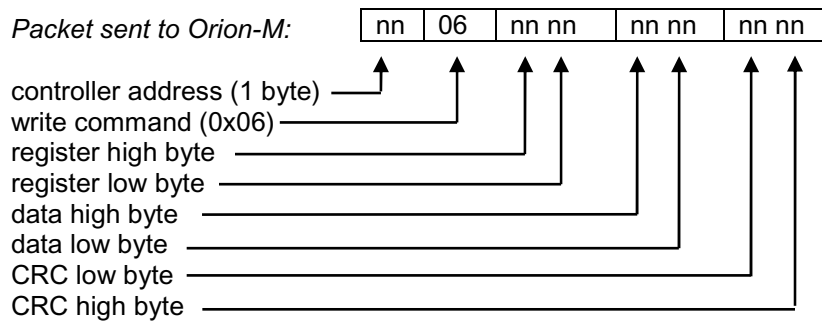 Packet sent to Orion-M: nn 06 nn nn nn nn nn nn
controller address (1 byte)
write command (0x06)
register high byte
register low byte
data high byte
data low byte
CRC low byte
CRC high byte